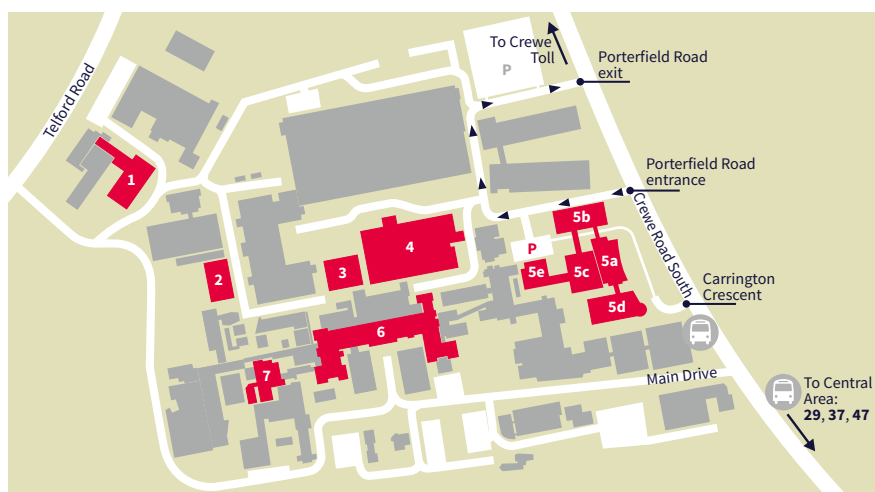 To Crewe
Toll
P
Porterfield Road
exit
Telford Road
1
Porterfield Road
entrance
5b
P
4
5a
3
5e
5c
2
Crewe Road South
Carrington
Crescent
5d
6
7
Main Drive
To Central
Area:
29, 37, 47